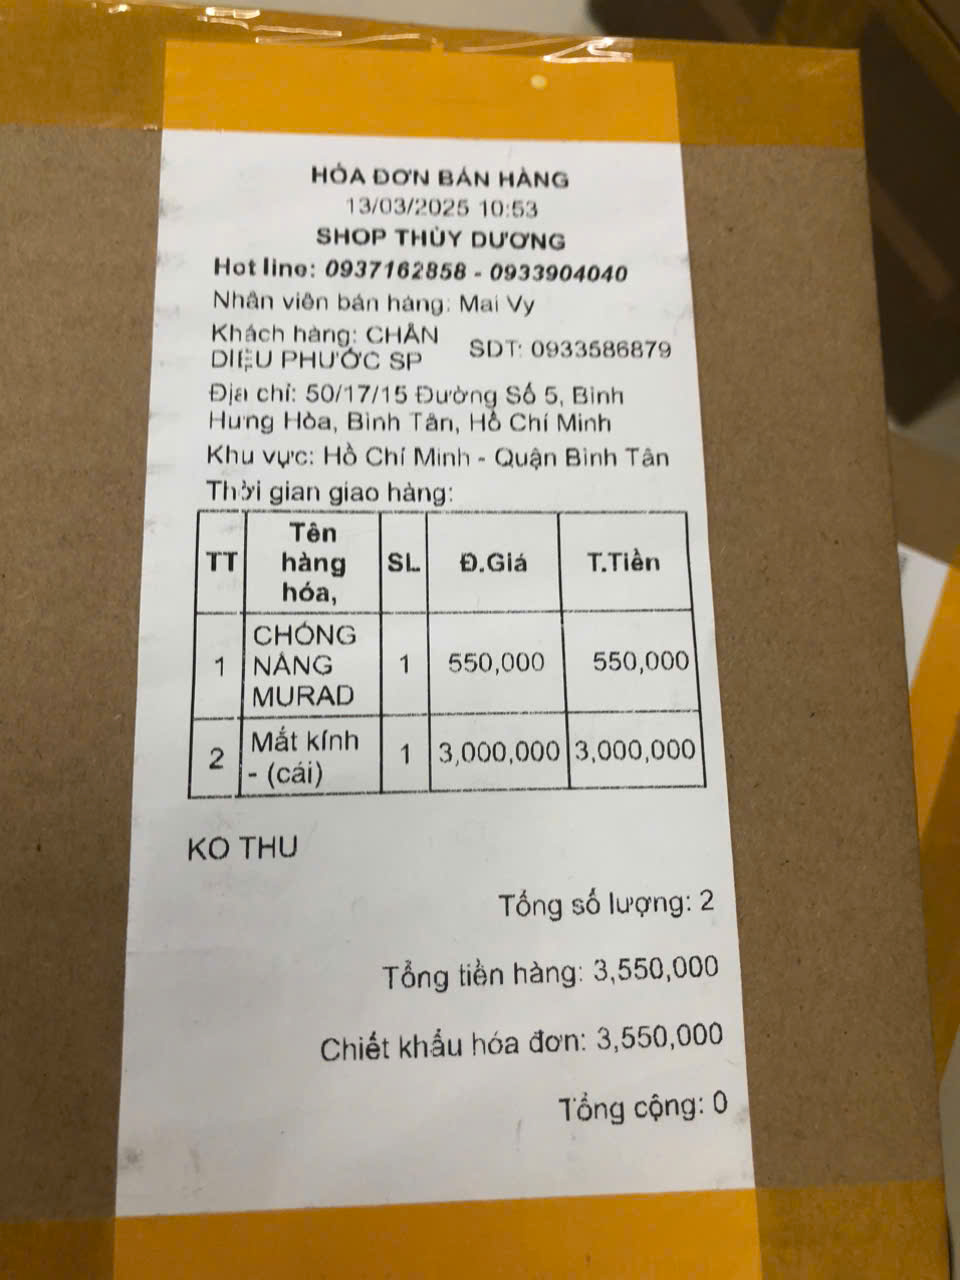 HÓA ĐƠN BÁN HÀNG
13/03/2025 10:53
SHOP THÙY DƯƠNG
Hot line: 0937162858 - 0933904040
Nhân viên bán hàng: Mai Vy
Khách hàng: CHÂN
DIỆU PHƯỚC SP
SDT: 0933586879
Địa chỉ: 50/17/15 Đường Số 5, Bình
Hưng Hòa, Bình Tân, Hồ Chí Minh
Khu vực: Hồ Chí Minh - Quận Bình Tân
Thời gian giao hàng:
TT Tên hàng hóa, SL Đ.Giá T.Tiền
1 CHỐNG NẮNG MURAD 1 550,000 550,000
2 Mắt kính - (cái) 1 3,000,000 3,000,000
KO THU
Tổng số lượng: 2
Tổng tiền hàng: 3,550,000
Chiết khấu hóa đơn: 3,550,000
Tổng cộng: 0